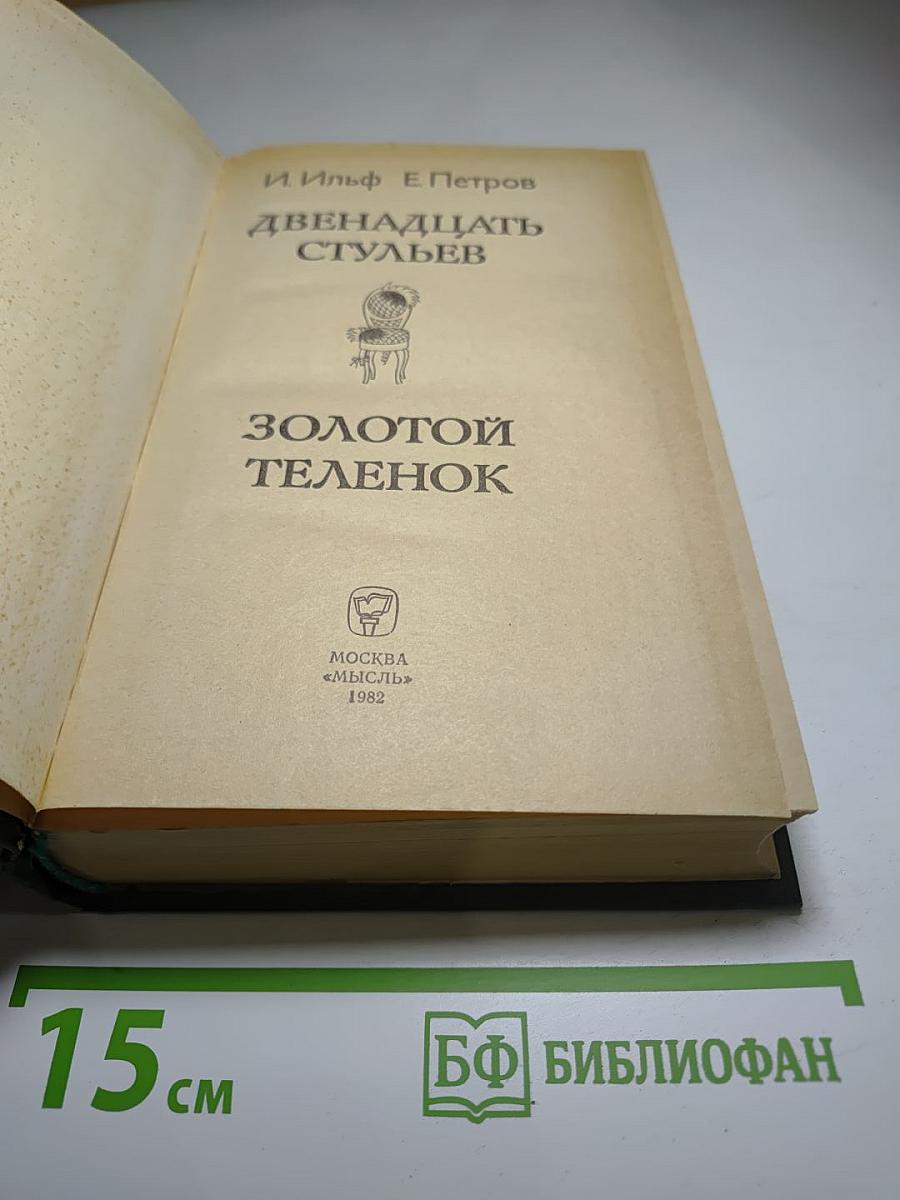 И. Ильф Е. Петров
ДВЕНАДЦАТЬ
СТУЛЬЕВ
ЗОЛОТОЙ
ТЕЛЕНОК
МОСКВА
«МЫСЛЬ»
1982
15 см
БФ БИБЛИОФАН